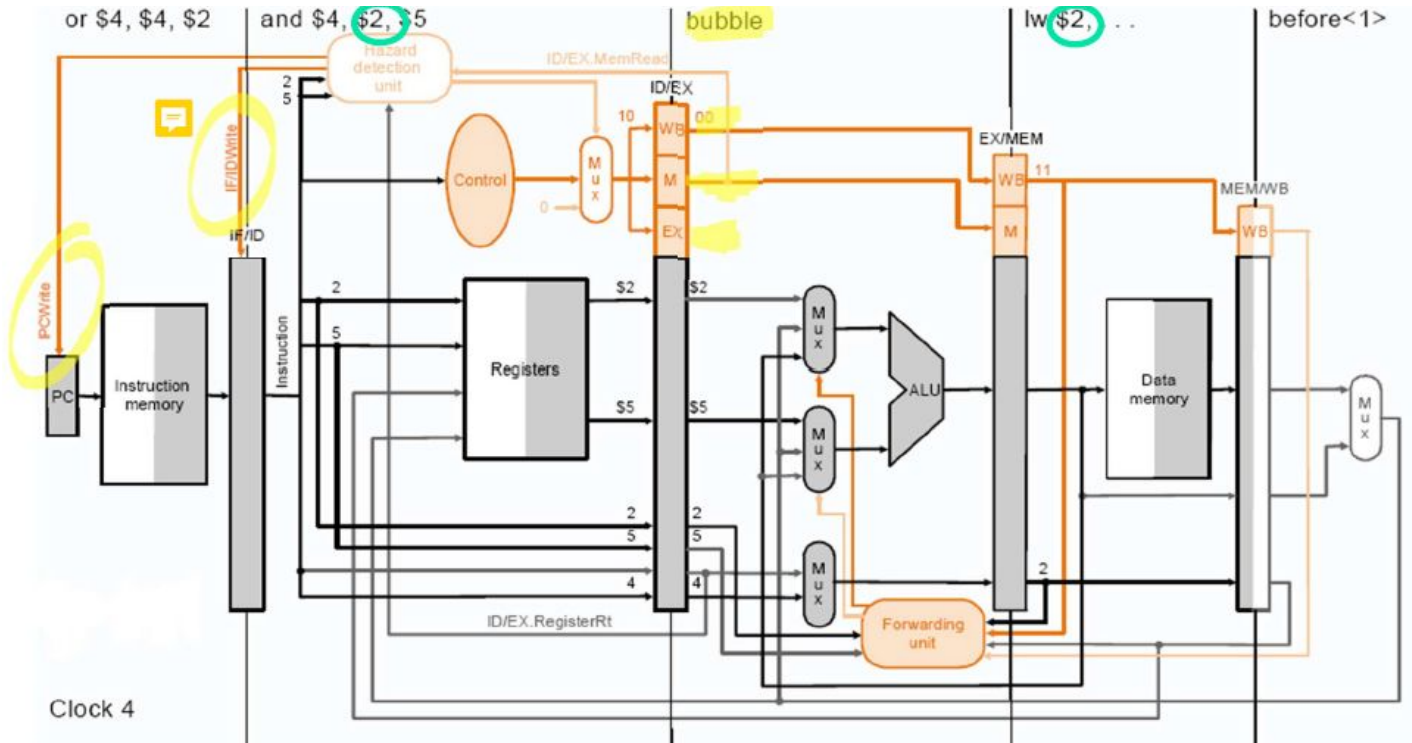 or $4, $4, $2
and $4, $2, $5
bubble
lw $2, . . .
before<1>
Hazard
detection
unit
ID/EX.MemRead
2
5
ID/EX
10
WB
00
EX/MEM
IF/IDWrite
Control
M
u
x
M
WB
11
MEM/WB
0
EX
M
WB
IF/ID
PCWrite
2
$2
$2
M
u
x
5
Instruction
PC
Instruction
memory
Registers
ALU
Data
memory
M
u
x
$5
$5
M
u
x
2
2
5
5
M
u
x
2
4
4
ID/EX.RegisterRt
Forwarding
unit
Clock 4